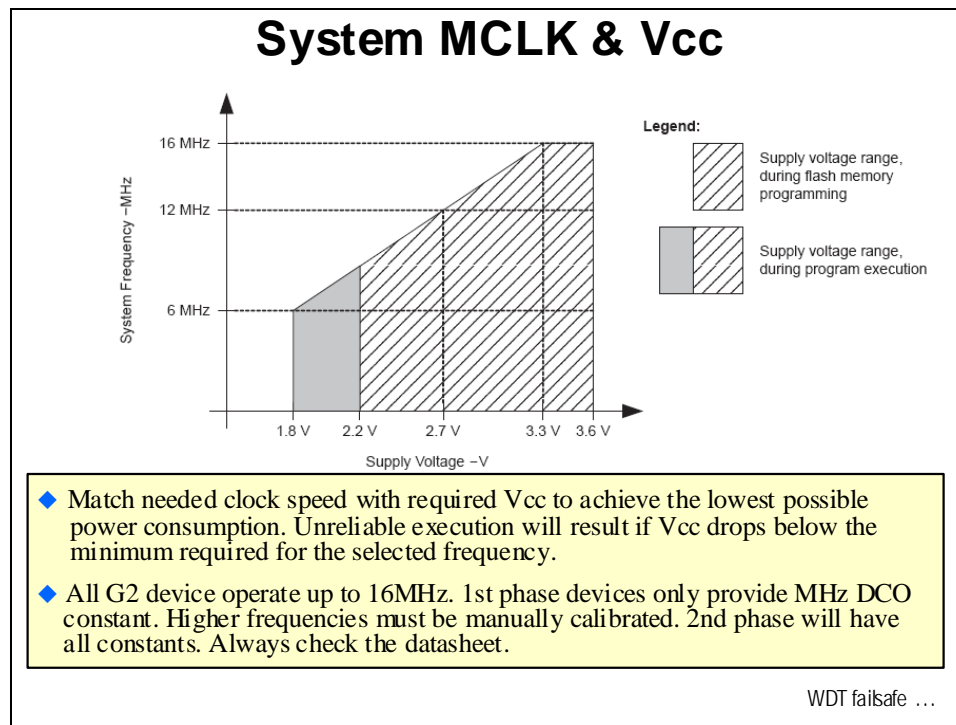 System MCLK & Vcc
16 MHz
12 MHz
6 MHz
System Frequency –MHz
1.8 V
2.2 V
2.7 V
3.3 V
3.6 V
Supply Voltage –V
Legend:
Supply voltage range,
during flash memory
programming
Supply voltage range,
during program execution
Match needed clock speed with required Vcc to achieve the lowest possible
power consumption. Unreliable execution will result if Vcc drops below the
minimum required for the selected frequency.
All G2 device operate up to 16MHz. 1st phase devices only provide MHz DCO
constant. Higher frequencies must be manually calibrated. 2nd phase will have
all constants. Always check the datasheet.
WDT failsafe …